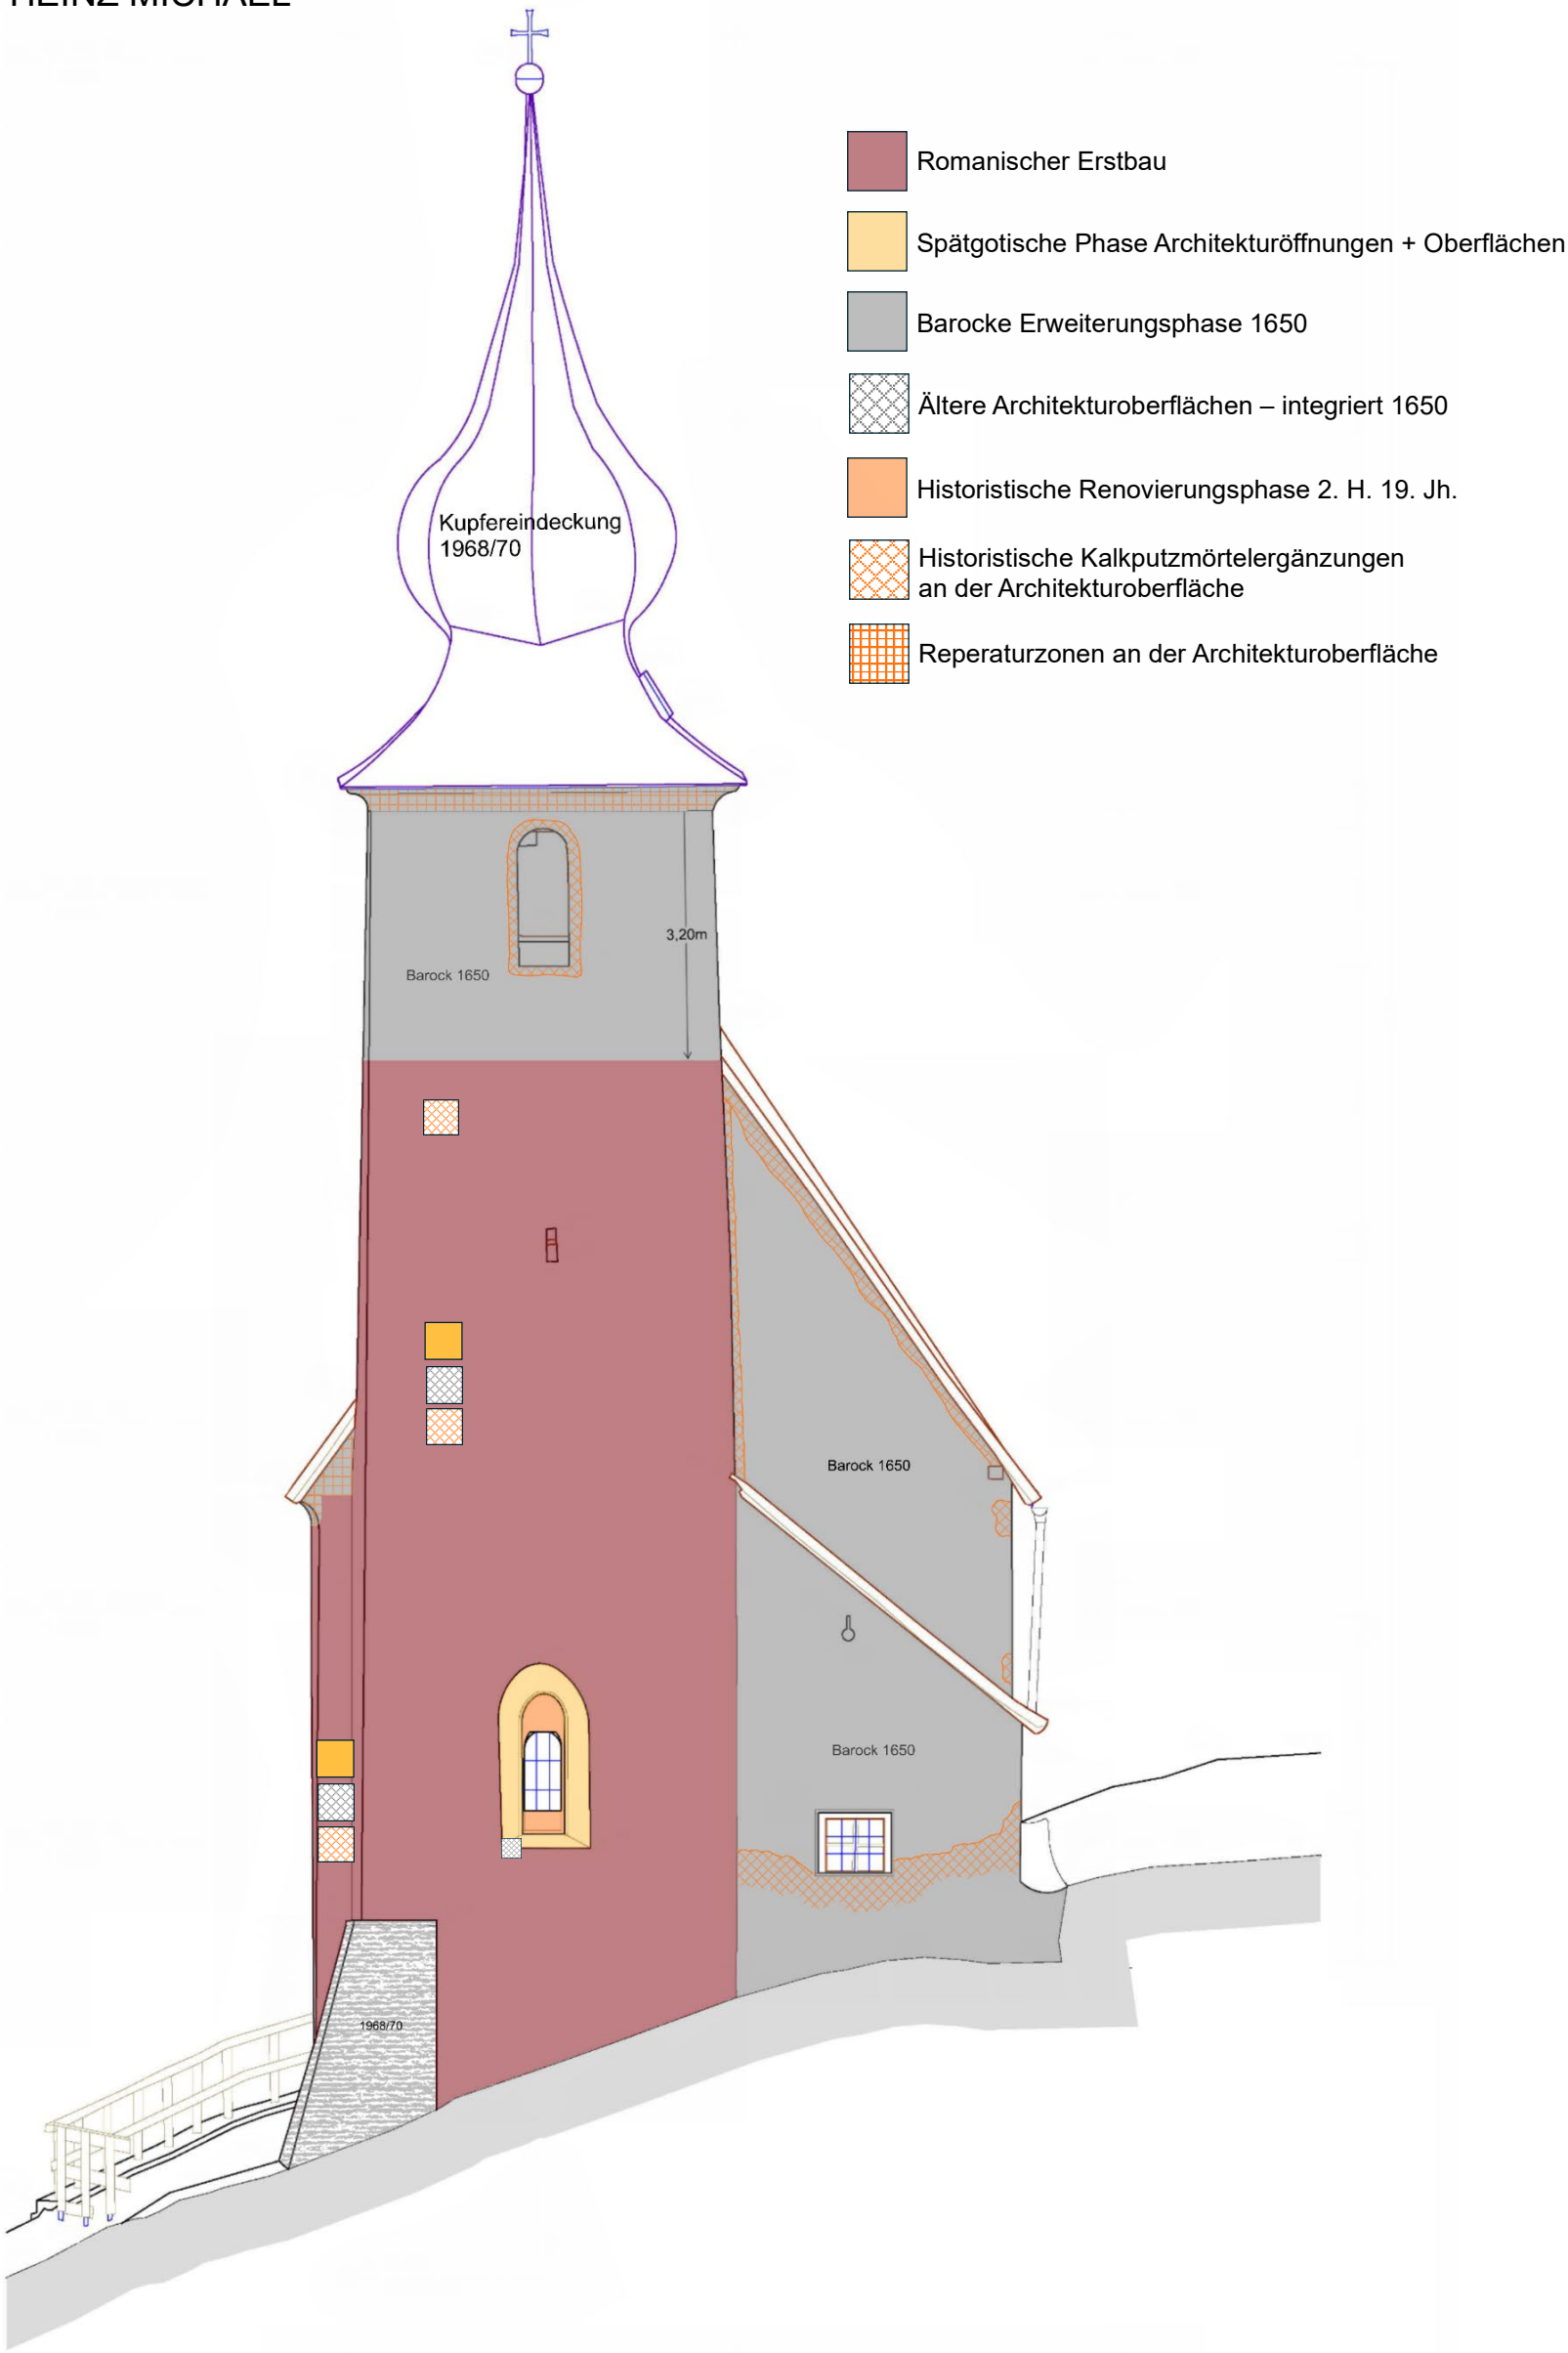 HEINZ MICHAEL
Romanischer Erstbau
Spätgotische Phase Architekturöffnungen + Oberflächen
Barocke Erweiterungsphase 1650
Ältere Architekturoberflächen – integriert 1650
Historistische Renovierungsphase 2. H. 19. Jh.
Historistische Kalkputzmörtelergänzungen
an der Architekturoberfläche
Reperaturzonen an der Architekturoberfläche
Kupfereindeckung
1968/70
3,20m
Barock 1650
Barock 1650
Barock 1650
1968/70